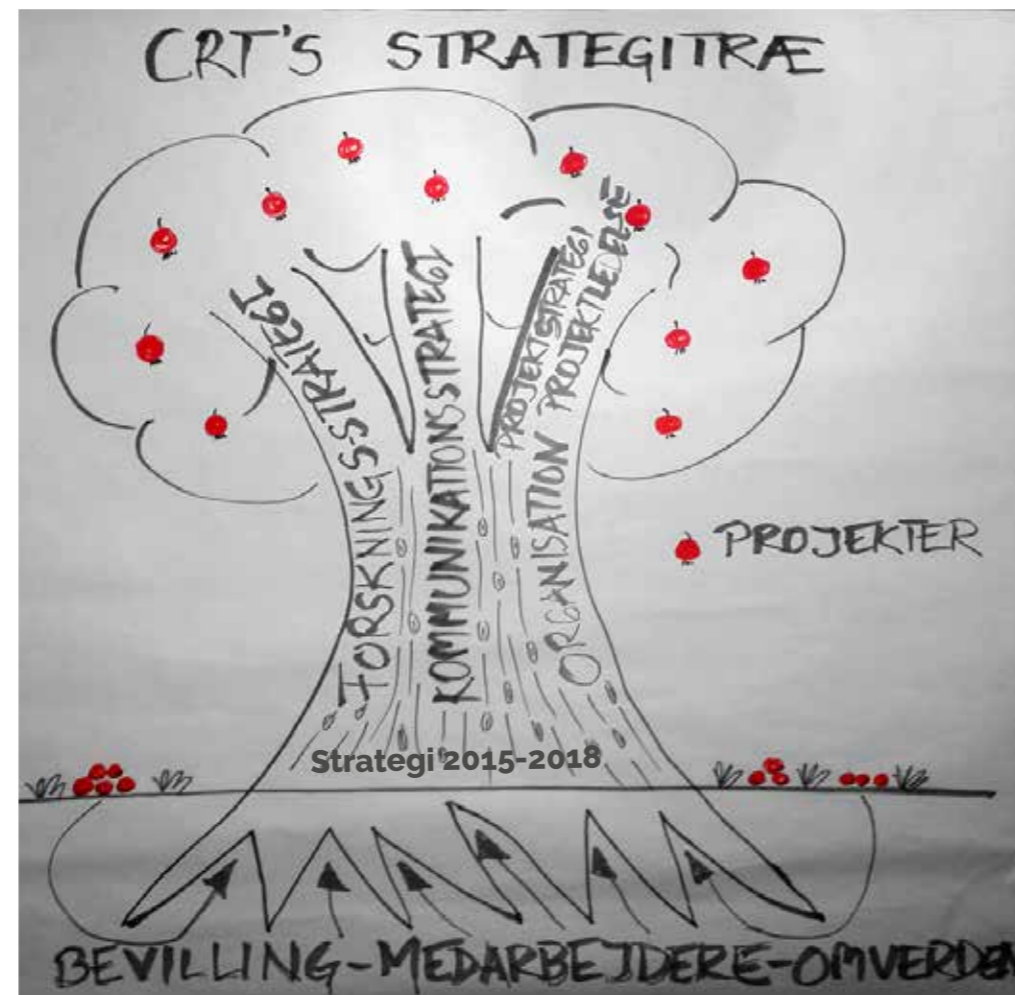 CRT'S STRATEGITRÆ
FORSKNINGSSTRATEGI
KOMMUNIKATIONSSTRATEGI
PROJEKTSTRATEGI
ORGANISATION PROJEKTLEDELSE
PROJEKTER
Strategi 2015-2018
BEVILLING-MEDARBEJDERE-OMVERDEN